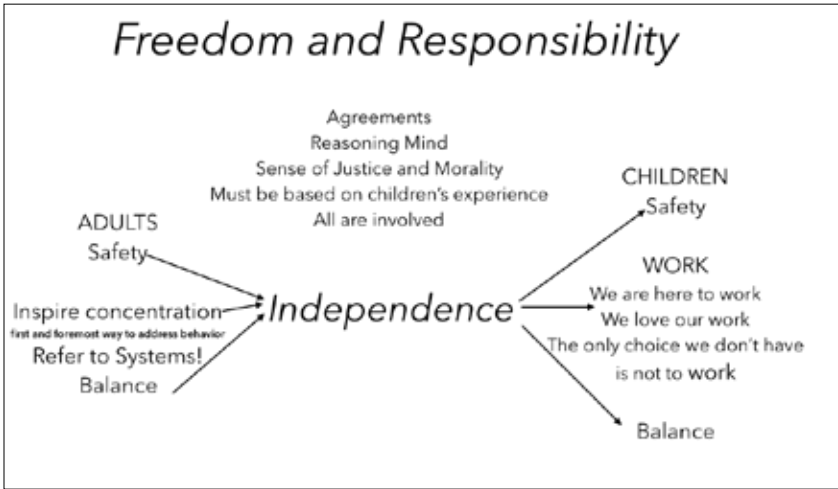 Freedom and Responsibility
Agreements
Reasoning Mind
Sense of Justice and Morality
Must be based on children's experience
All are involved
ADULTS
Safety
Inspire concentration
first and foremost way to address behavior
Refer to Systems!
Balance
Independence
CHILDREN
Safety
WORK
We are here to work
We love our work
The only choice we don't have
is not to work
Balance